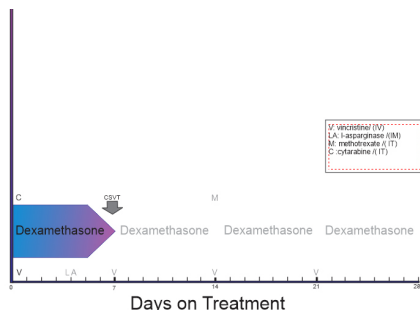 V: vincristine/ (IV)
LA: l-asparginase /(IM)
M: methotrexate /( IT)
C :cytarabine /( IT)
C CSVT M
Dexamethasone Dexamethasone Dexamethasone Dexamethasone
V L A V V V
0 7 14 21 28
Days on Treatment